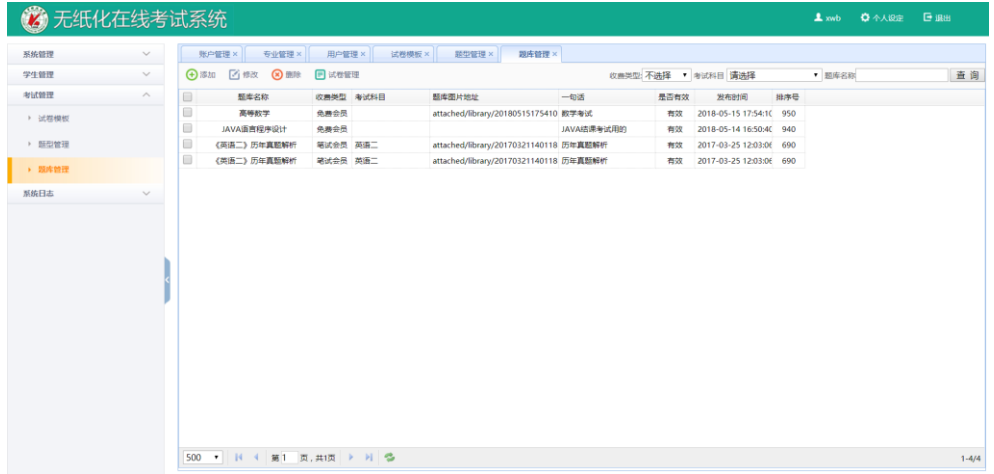 无纸化在线考试系统
xwb 个人设定 退出
系统管理
学生管理
考试管理
试卷模板
题型管理
题库管理
系统日志
账户管理× 专业管理× 用户管理× 试卷模板× 题型管理× 题库管理×
添加 修改 删除 试卷管理 收费类型: 不选择 考试科目 请选择 题库名称 查 询
题库名称 收费类型 考试科目 题库图片地址 一句话 是否有效 发布时间 排序号
高等数学 免费会员 attached/library/20180515175410 数学考试 有效 2018-05-15 17:54:1 950
JAVA语言程序设计 免费会员 JAVA结课考试用的 有效 2018-05-14 16:50:4 940
《英语二》历年真题解析 笔试会员 英语二 attached/library/20170321140118 历年真题解析 有效 2017-03-25 12:03:0 690
《英语二》历年真题解析 笔试会员 英语二 attached/library/20170321140118 历年真题解析 有效 2017-03-25 12:03:0 690
500 第 1 页 , 共1页 1-4/4